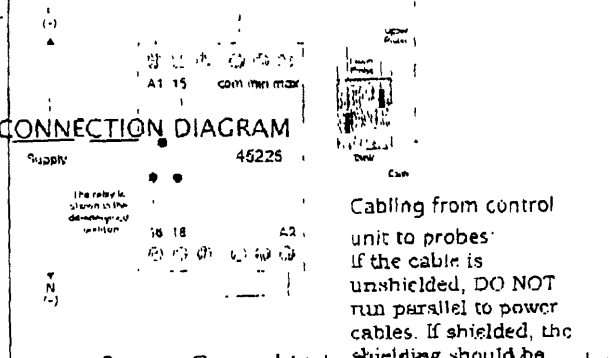 (-)
Upper
Probe
Lower
Probe
A1 15 com min max
CONNECTION DIAGRAM
Supply
45225
Tank
The relay is
shown in the
de-energised
position
16 18 A2
N
(-)
Cabling from control
unit to probes:
If the cable is
unshielded, DO NOT
run parallel to power
cables. If shielded, the
shielding should be